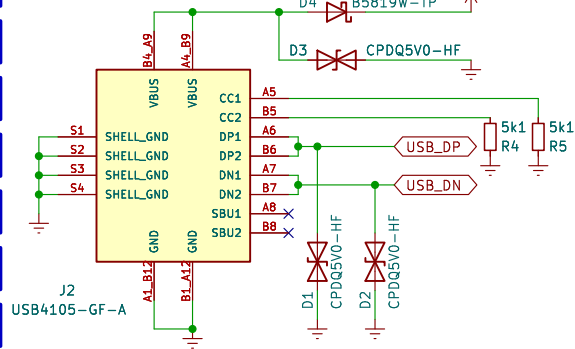 D4 B5819W-TP
D3 CPDQ5V0-HF
B4_A9 A4_B9
VBUS VBUS
CC1 A5
CC2 B5
S1 SHELL_GND DP1 A6
S2 SHELL_GND DP2 B6 USB_DP
S3 SHELL_GND DN1 A7
S4 SHELL_GND DN2 B7 USB_DN
SBU1 A8
SBU2 B8
GND GND
A1_B12 B1_A12
5k1 5k1
R4 R5
D1 CPDQ5V0-HF
D2 CPDQ5V0-HF
J2
USB4105-GF-A